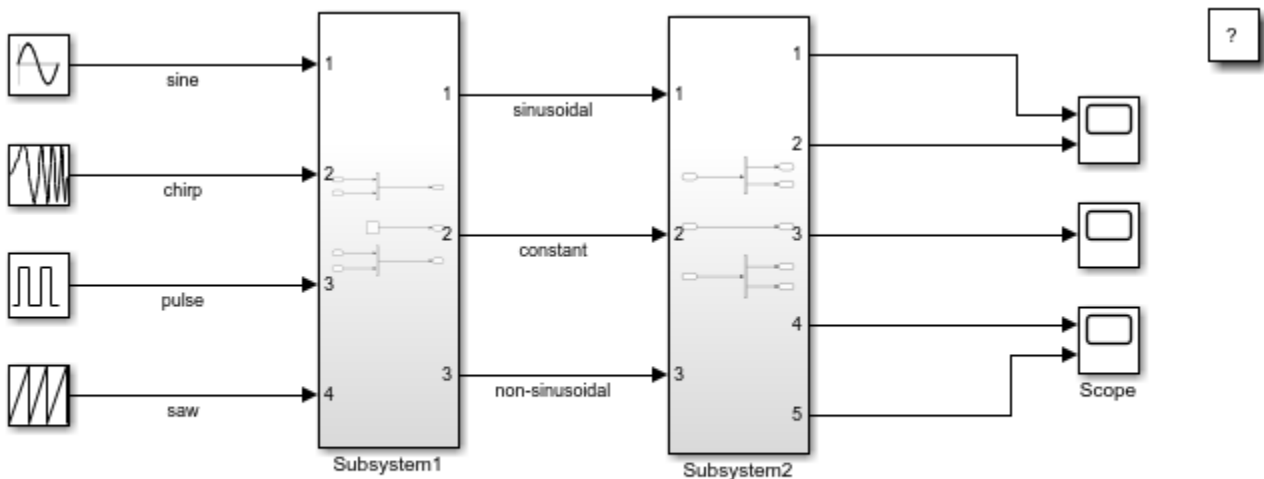 ?
1
1
sine
1
sinusoidal
1
2
2
chirp
2
constant
2
3
3
pulse
4
3
non-sinusoidal
3
4
saw
5
Scope
Subsystem1
Subsystem2